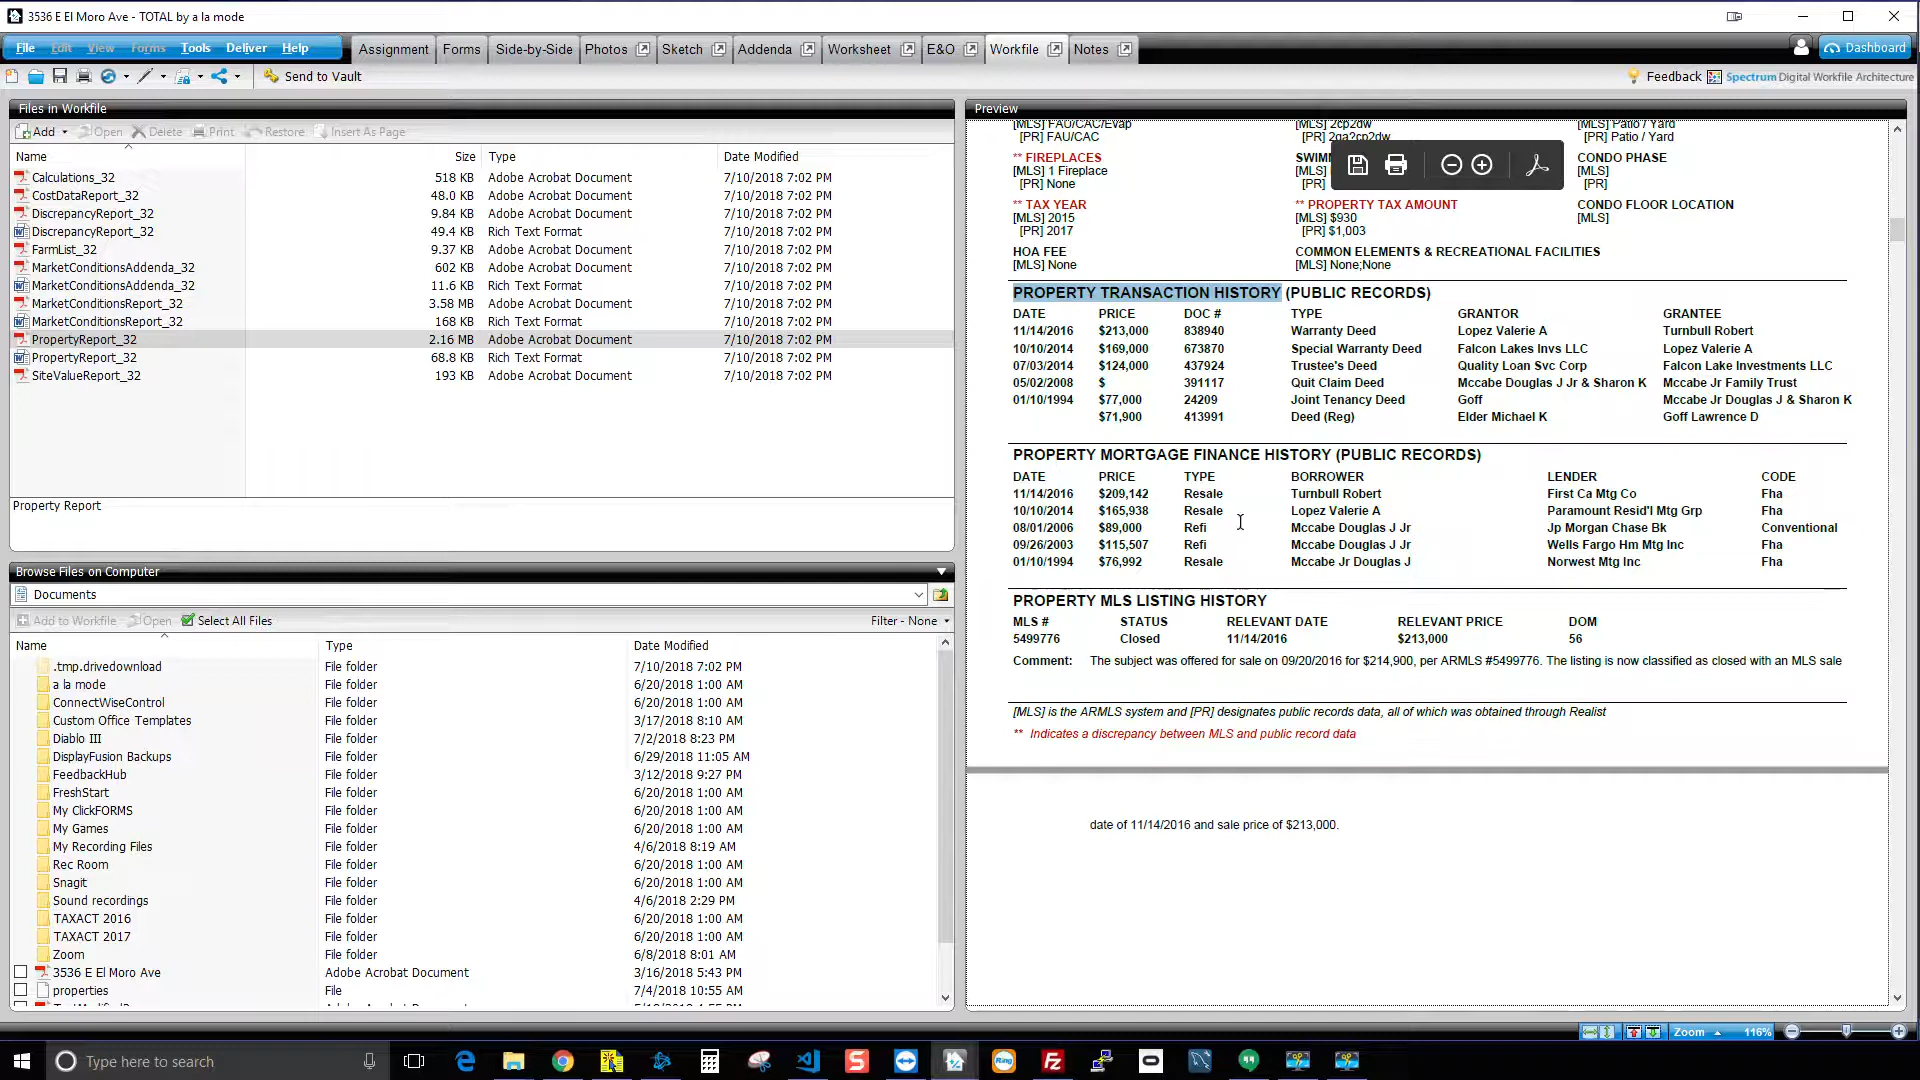 3536 E El Moro Ave - TOTAL by a la mode
File Edit View Forms Tools Deliver Help
Assignment Forms Side-by-Side Photos Sketch Addenda Worksheet E&O Workfile Notes
Dashboard
Send to Vault
Feedback Spectrum Digital Workfile Architecture
Files in Workfile
Add Open Delete Print Restore Insert As Page
Name Size Type Date Modified
Calculations_32 518 KB Adobe Acrobat Document 7/10/2018 7:02 PM
CostDataReport_32 48.0 KB Adobe Acrobat Document 7/10/2018 7:02 PM
DiscrepancyReport_32 9.84 KB Adobe Acrobat Document 7/10/2018 7:02 PM
DiscrepancyReport_32 49.4 KB Rich Text Format 7/10/2018 7:02 PM
FarmList_32 9.37 KB Adobe Acrobat Document 7/10/2018 7:02 PM
MarketConditionsAddenda_32 602 KB Adobe Acrobat Document 7/10/2018 7:02 PM
MarketConditionsAddenda_32 11.6 KB Rich Text Format 7/10/2018 7:02 PM
MarketConditionsReport_32 3.58 MB Adobe Acrobat Document 7/10/2018 7:02 PM
MarketConditionsReport_32 168 KB Rich Text Format 7/10/2018 7:02 PM
PropertyReport_32 2.16 MB Adobe Acrobat Document 7/10/2018 7:02 PM
PropertyReport_32 68.8 KB Rich Text Format 7/10/2018 7:02 PM
SiteValueReport_32 193 KB Adobe Acrobat Document 7/10/2018 7:02 PM
Property Report
Browse Files on Computer
Documents
Add to Workfile Open Select All Files Filter - None
Name Type Date Modified
.tmp.drivedownload File folder 7/10/2018 7:02 PM
a la mode File folder 6/20/2018 1:00 AM
ConnectWiseControl File folder 6/20/2018 1:00 AM
Custom Office Templates File folder 3/17/2018 8:10 AM
Diablo III File folder 7/2/2018 8:23 PM
DisplayFusion Backups File folder 6/29/2018 11:05 AM
FeedbackHub File folder 3/12/2018 9:27 PM
FreshStart File folder 6/20/2018 1:00 AM
My ClickFORMS File folder 6/20/2018 1:00 AM
My Games File folder 6/20/2018 1:00 AM
My Recording Files File folder 4/6/2018 8:19 AM
Rec Room File folder 6/20/2018 1:00 AM
Snagit File folder 6/20/2018 1:00 AM
Sound recordings File folder 4/6/2018 2:29 PM
TAXACT 2016 File folder 6/20/2018 1:00 AM
TAXACT 2017 File folder 6/20/2018 1:00 AM
Zoom File folder 6/8/2018 8:01 AM
3536 E El Moro Ave Adobe Acrobat Document 3/16/2018 5:43 PM
properties File 7/4/2018 10:55 AM
Preview
[MLS] FAU/CAC/Evap [MLS] 2cp2dw [MLS] Patio / Yard
[PR] FAU/CAC [PR] 2ga2cp2dw [PR] Patio / Yard
** FIREPLACES SWIM CONDO PHASE
[MLS] 1 Fireplace [MLS] [MLS]
[PR] None [PR] [PR]
** TAX YEAR ** PROPERTY TAX AMOUNT CONDO FLOOR LOCATION
[MLS] 2015 [MLS] $930 [MLS]
[PR] 2017 [PR] $1,003
HOA FEE COMMON ELEMENTS & RECREATIONAL FACILITIES
[MLS] None [MLS] None;None
PROPERTY TRANSACTION HISTORY (PUBLIC RECORDS)
DATE PRICE DOC # TYPE GRANTOR GRANTEE
11/14/2016 $213,000 838940 Warranty Deed Lopez Valerie A Turnbull Robert
10/10/2014 $169,000 673870 Special Warranty Deed Falcon Lakes Invs LLC Lopez Valerie A
07/03/2014 $124,000 437924 Trustee's Deed Quality Loan Svc Corp Falcon Lake Investments LLC
05/02/2008 $ 391117 Quit Claim Deed Mccabe Douglas J Jr & Sharon K Mccabe Jr Family Trust
01/10/1994 $77,000 24209 Joint Tenancy Deed Goff Mccabe Jr Douglas J & Sharon K
$71,900 413991 Deed (Reg) Elder Michael K Goff Lawrence D
PROPERTY MORTGAGE FINANCE HISTORY (PUBLIC RECORDS)
DATE PRICE TYPE BORROWER LENDER CODE
11/14/2016 $209,142 Resale Turnbull Robert First Ca Mtg Co Fha
10/10/2014 $165,938 Resale Lopez Valerie A Paramount Resid'l Mtg Grp Fha
08/01/2006 $89,000 Refi Mccabe Douglas J Jr Jp Morgan Chase Bk Conventional
09/26/2003 $115,507 Refi Mccabe Douglas J Jr Wells Fargo Hm Mtg Inc Fha
01/10/1994 $76,992 Resale Mccabe Jr Douglas J Norwest Mtg Inc Fha
PROPERTY MLS LISTING HISTORY
MLS # STATUS RELEVANT DATE RELEVANT PRICE DOM
5499776 Closed 11/14/2016 $213,000 56
Comment: The subject was offered for sale on 09/20/2016 for $214,900, per ARMLS #5499776. The listing is now classified as closed with an MLS sale
[MLS] is the ARMLS system and [PR] designates public records data, all of which was obtained through Realist
** Indicates a discrepancy between MLS and public record data
date of 11/14/2016 and sale price of $213,000.
Zoom 116%
Type here to search